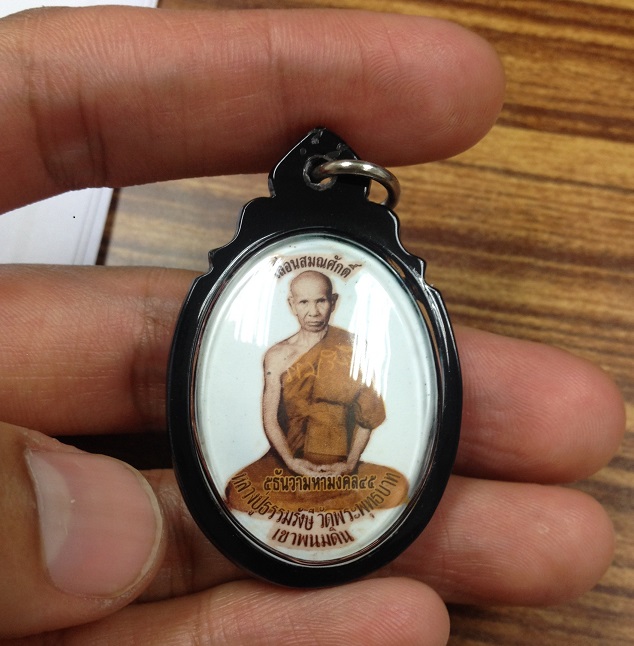 เลื่อนสมณศักดิ์
๕ธันวามหามงคล๔๕
หลวงปู่ธรรมรังษี วัดพระพุทธบาท
เขาพนมดิน